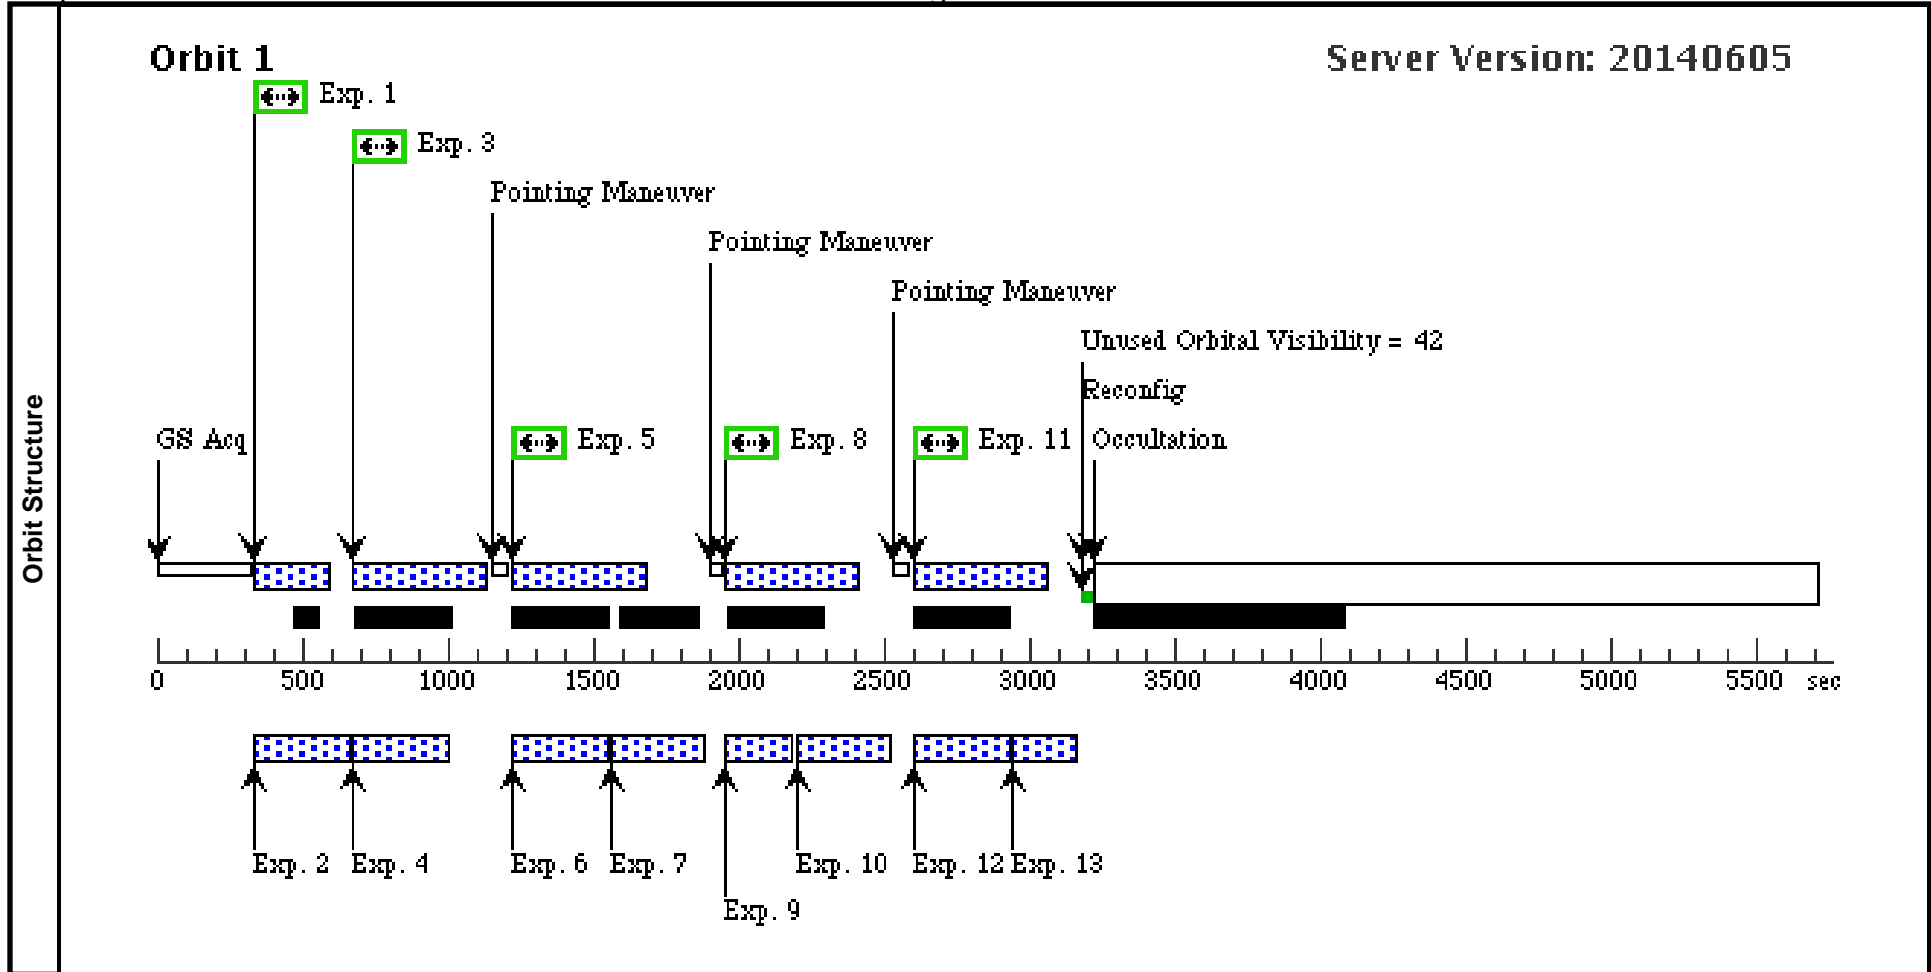 Orbit Structure
Orbit 1
Server Version: 20140605
Exp. 1
Exp. 3
Pointing Maneuver
Pointing Maneuver
Pointing Maneuver
Unused Orbital Visibility = 42
Reconfig
GS Acq
Exp. 5
Exp. 8
Exp. 11
Occultation
0 500 1000 1500 2000 2500 3000 3500 4000 4500 5000 5500 sec
Exp. 2
Exp. 4
Exp. 6
Exp. 7
Exp. 10
Exp. 12
Exp. 13
Exp. 9